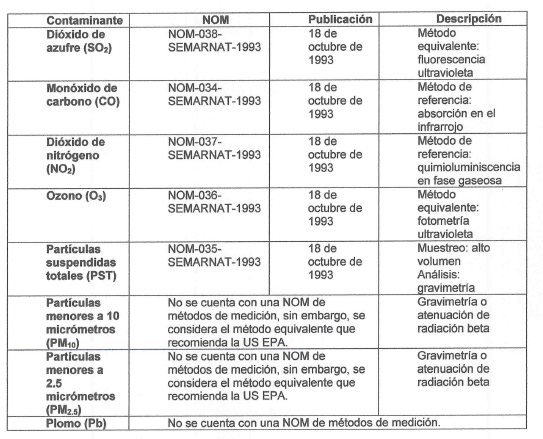 Contaminante NOM Publicación Descripción
Dióxido de NOM-038- 18 de Método
azufre (SO₂) SEMARNAT-1993 octubre de equivalente:
1993 fluorescencia
ultravioleta
Monóxido de NOM-034- 18 de Método de
carbono (CO) SEMARNAT-1993 octubre de referencia:
1993 absorción en el
infrarrojo
Dióxido de NOM-037- 18 de Método de
nitrógeno SEMARNAT-1993 octubre de referencia:
(NO₂) 1993 quimioluminiscencia
en fase gaseosa
Ozono (O₃) NOM-036- 18 de Método
SEMARNAT-1993 octubre de equivalente:
1993 fotometría
ultravioleta
Partículas NOM-035- 18 de Muestreo: alto
suspendidas SEMARNAT-1993 octubre de volumen
totales (PST) 1993 Análisis:
gravimetría
Partículas No se cuenta con una NOM de Gravimetría o
menores a 10 métodos de medición, sin embargo, se atenuación de
micrómetros considera el método equivalente que radiación beta
(PM₁₀) recomienda la US EPA.
Partículas No se cuenta con una NOM de Gravimetría o
menores a métodos de medición, sin embargo, se atenuación de
2.5 considera el método equivalente que radiación beta
micrómetros recomienda la US EPA.
(PM₂.₅)
Plomo (Pb) No se cuenta con una NOM de métodos de medición.